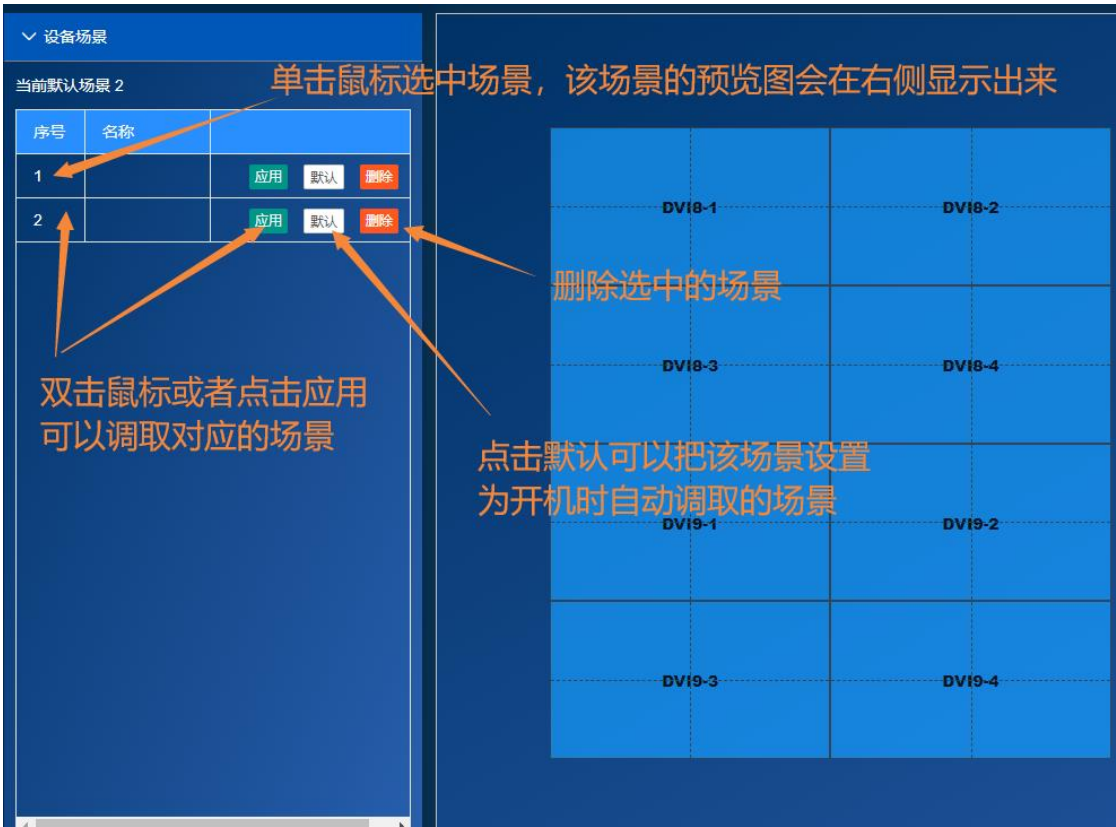 设备场景
当前默认场景 2
单击鼠标选中场景，该场景的预览图会在右侧显示出来
序号 名称
1 应用 默认 删除
2 应用 默认 删除
DVI8-1 DVI8-2
删除选中的场景
DVI8-3 DVI8-4
双击鼠标或者点击应用
可以调取对应的场景
点击默认可以把该场景设置
为开机时自动调取的场景
DVI9-1 DVI9-2
DVI9-3 DVI9-4